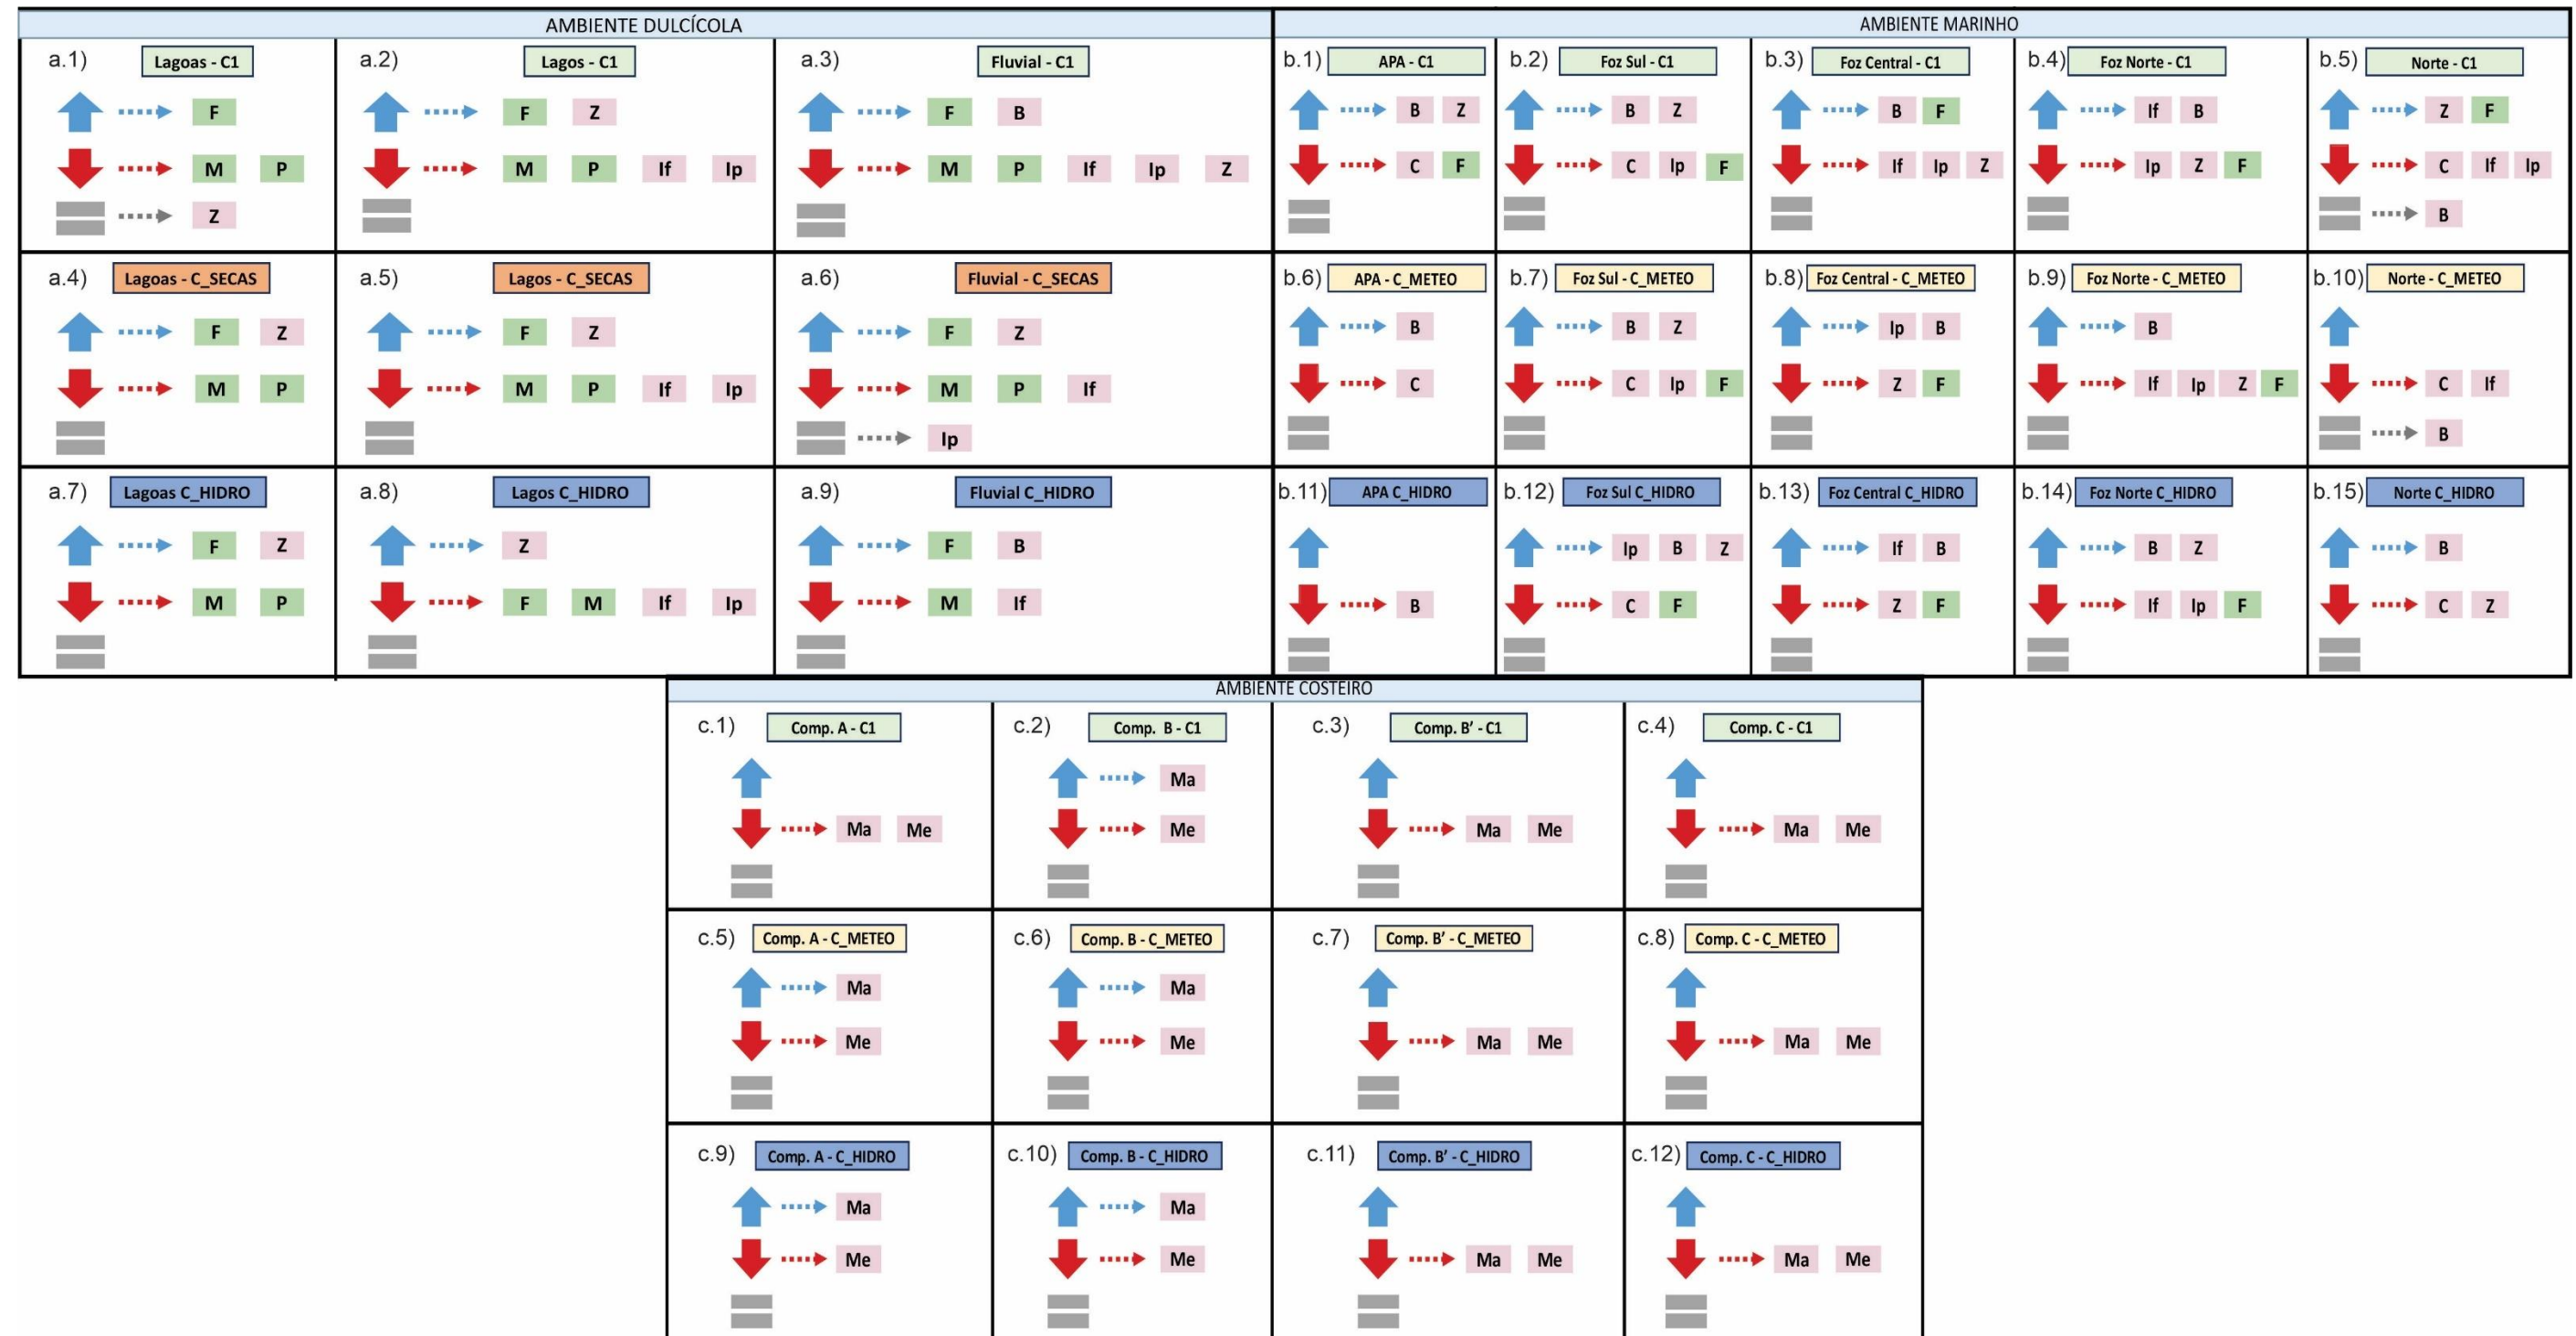 AMBIENTE DULCÍCOLA
a.1) Lagoas - C1
F
M P
Z
a.2) Lagos - C1
F Z
M P If Ip
a.3) Fluvial - C1
F B
M P If Ip Z
a.4) Lagoas - C_SECAS
F Z
M P
a.5) Lagos - C_SECAS
F Z
M P If Ip
a.6) Fluvial - C_SECAS
F Z
M P If
Ip
a.7) Lagoas C_HIDRO
F Z
M P
a.8) Lagos C_HIDRO
Z
F M If Ip
a.9) Fluvial C_HIDRO
F B
M If
AMBIENTE MARINHO
b.1) APA - C1
B Z
C F
b.2) Foz Sul - C1
B Z
C Ip F
b.3) Foz Central - C1
B F
If Ip Z
b.4) Foz Norte - C1
If B
Ip Z F
b.5) Norte - C1
Z F
C If Ip
B
b.6) APA - C_METEO
B
C
b.7) Foz Sul - C_METEO
B Z
C Ip F
b.8) Foz Central - C_METEO
Ip B
Z F
b.9) Foz Norte - C_METEO
B
If Ip Z F
b.10) Norte - C_METEO
C If
B
b.11) APA C_HIDRO
B
b.12) Foz Sul C_HIDRO
Ip B Z
C F
b.13) Foz Central C_HIDRO
If B
Z F
b.14) Foz Norte C_HIDRO
B Z
If Ip F
b.15) Norte C_HIDRO
B
C Z
AMBIENTE COSTEIRO
c.1) Comp. A - C1
Ma Me
c.2) Comp. B - C1
Ma
Me
c.3) Comp. B' - C1
Ma Me
c.4) Comp. C - C1
Ma Me
c.5) Comp. A - C_METEO
Ma
Me
c.6) Comp. B - C_METEO
Ma
Me
c.7) Comp. B' - C_METEO
Ma Me
c.8) Comp. C - C_METEO
Ma Me
c.9) Comp. A - C_HIDRO
Ma
Me
c.10) Comp. B - C_HIDRO
Ma
Me
c.11) Comp. B' - C_HIDRO
Ma Me
c.12) Comp. C - C_HIDRO
Ma Me